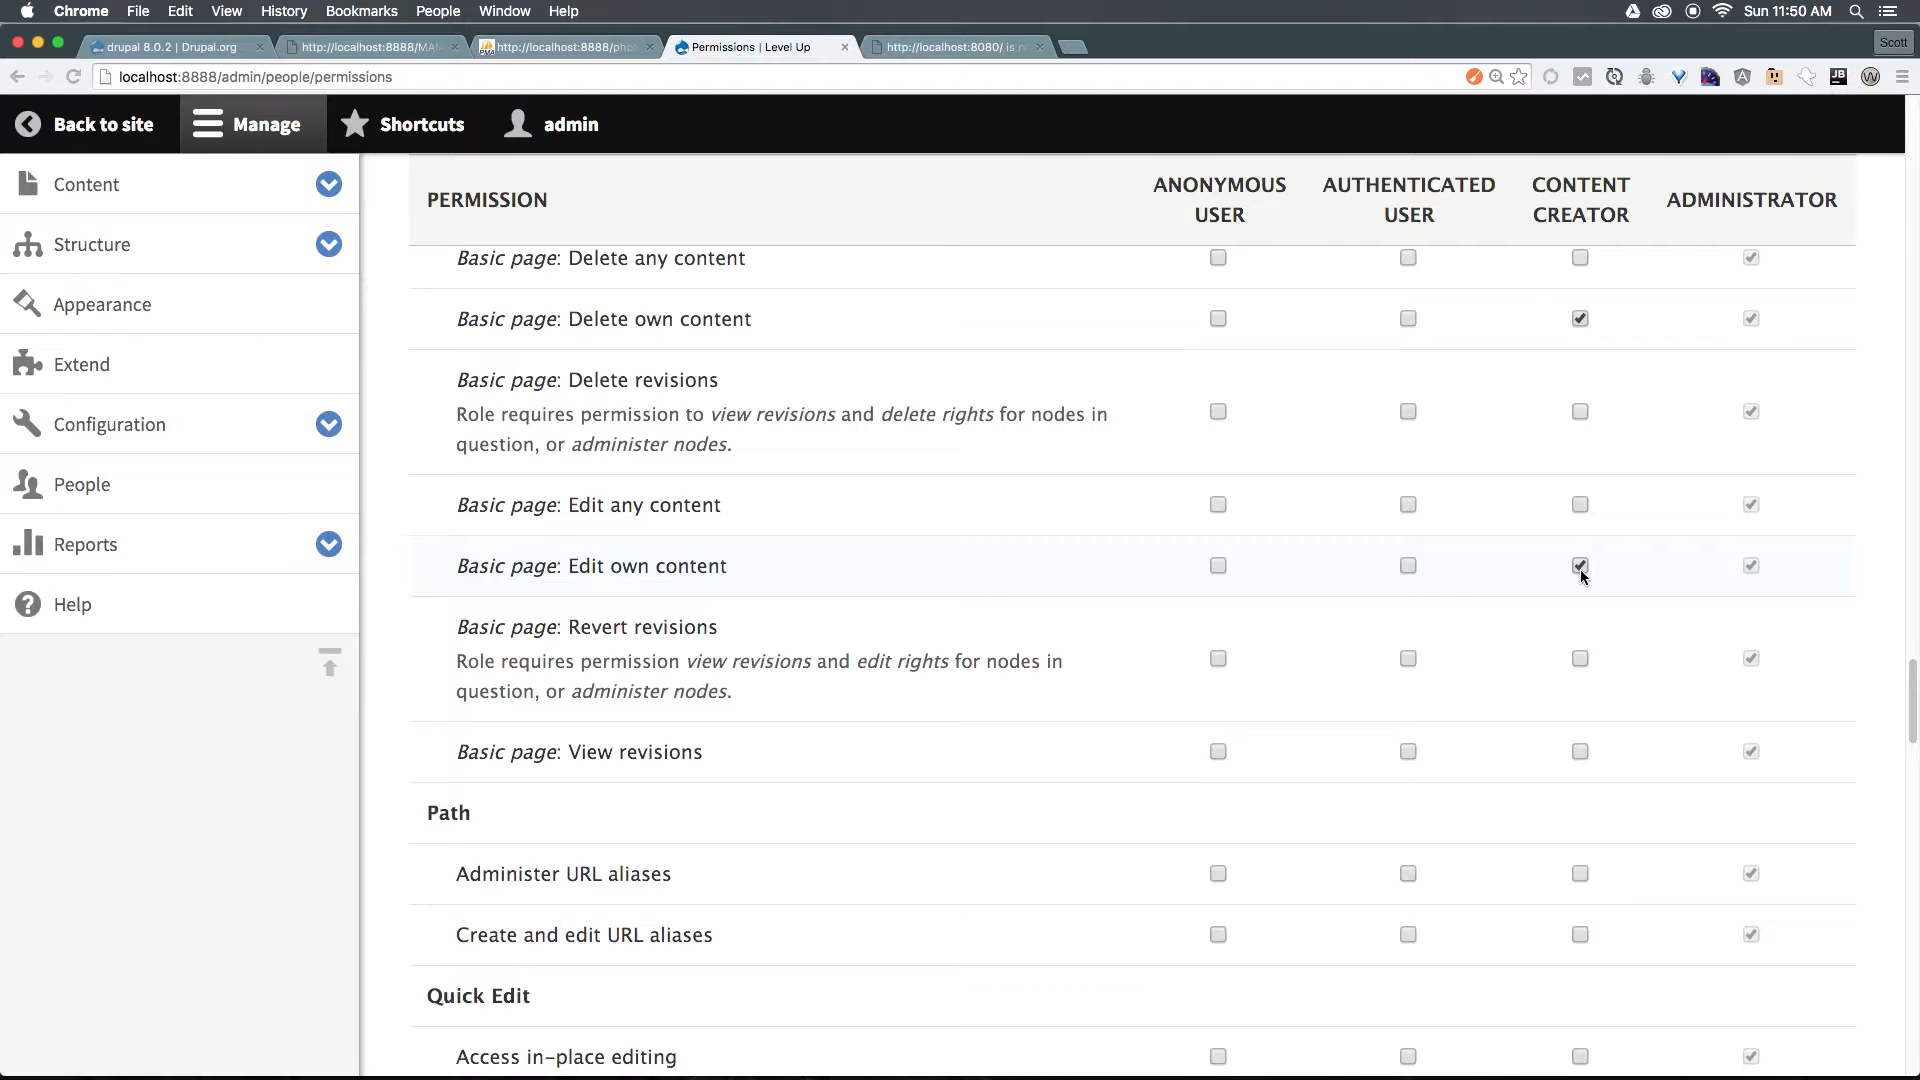 Chrome File Edit View History Bookmarks People Window Help Sun 11:50 AM
drupal 8.0.2 | Drupal.org http://localhost:8888/MA http://localhost:8888/ph Permissions | Level Up http://localhost:8080/ is n Scott
localhost:8888/admin/people/permissions JB W
Back to site Manage Shortcuts admin
Content
Structure
Appearance
Extend
Configuration
People
Reports
Help
PERMISSION ANONYMOUS USER AUTHENTICATED USER CONTENT CREATOR ADMINISTRATOR
Basic page: Delete any content
Basic page: Delete own content
Basic page: Delete revisions
Role requires permission to view revisions and delete rights for nodes in
question, or administer nodes.
Basic page: Edit any content
Basic page: Edit own content
Basic page: Revert revisions
Role requires permission view revisions and edit rights for nodes in
question, or administer nodes.
Basic page: View revisions
Path
Administer URL aliases
Create and edit URL aliases
Quick Edit
Access in-place editing